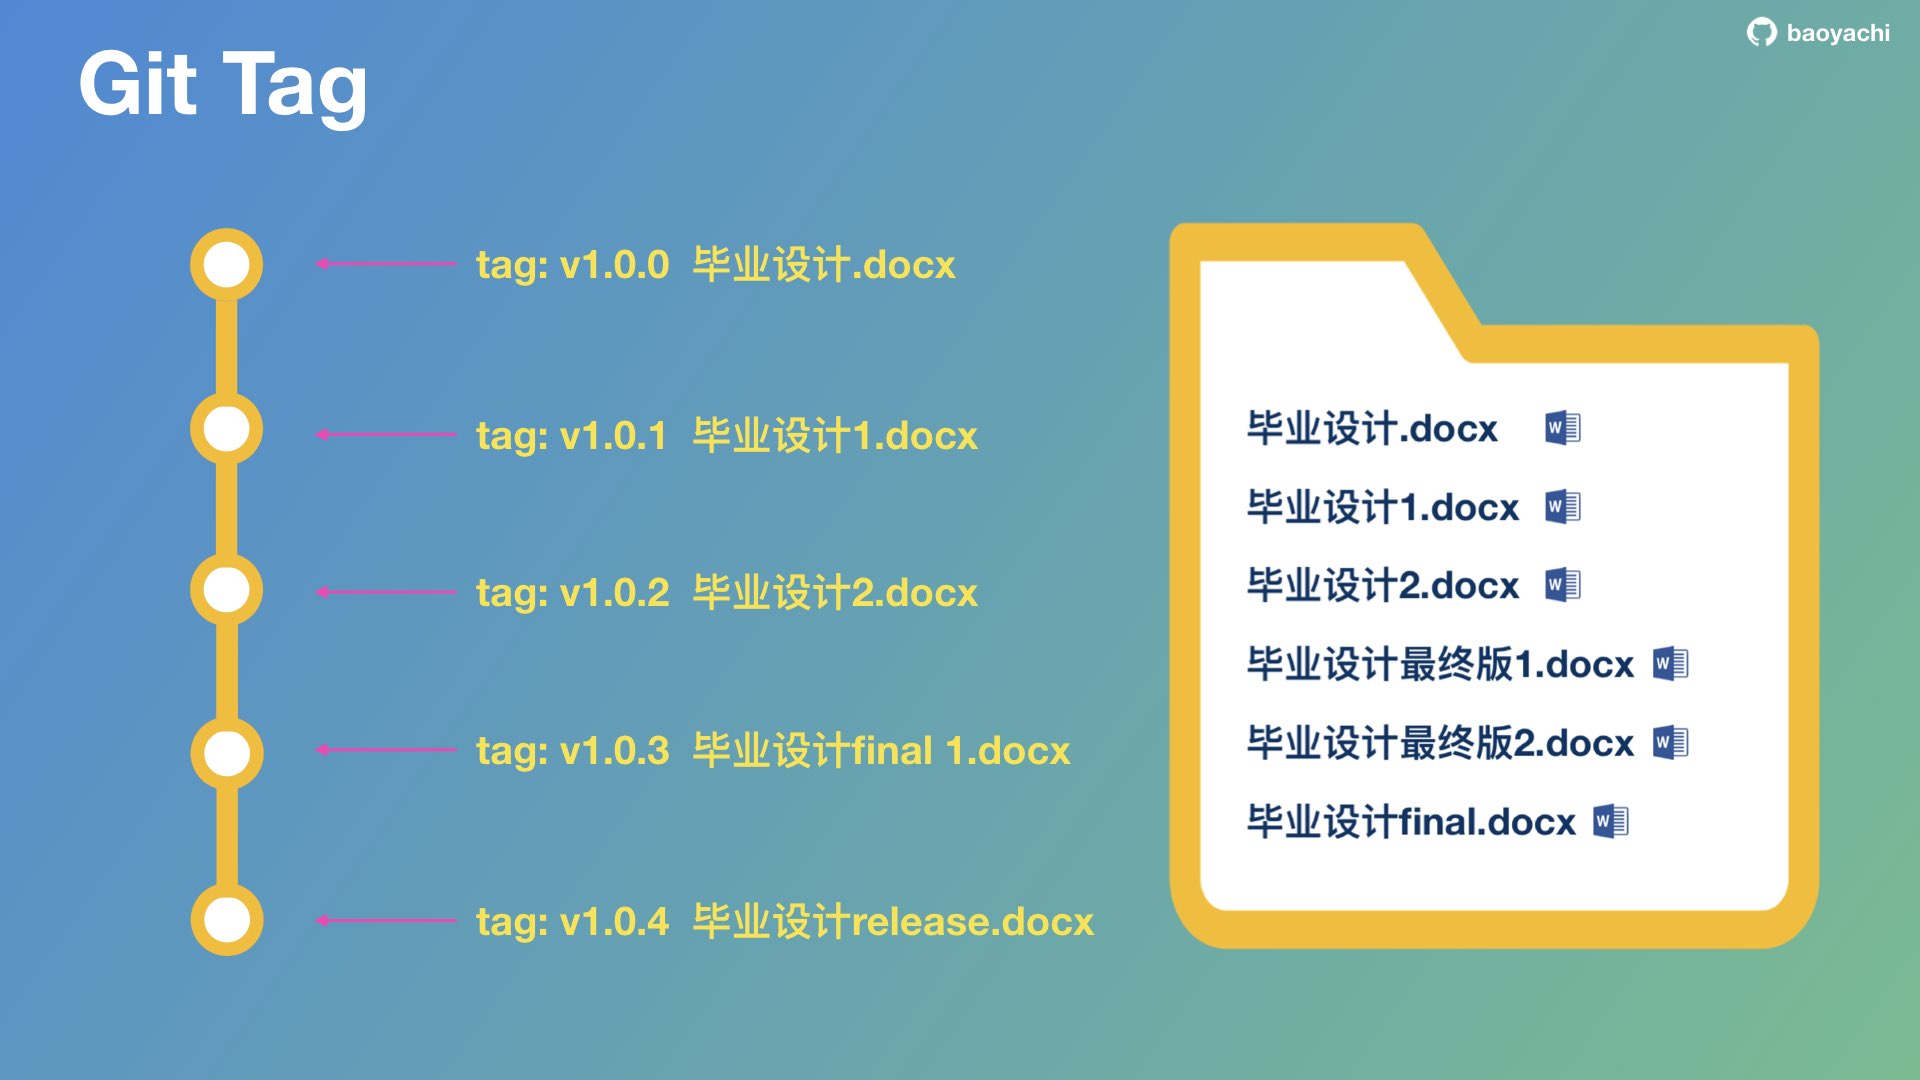 Git Tag
baoyachi
tag: v1.0.0 毕业设计.docx
tag: v1.0.1 毕业设计1.docx
tag: v1.0.2 毕业设计2.docx
tag: v1.0.3 毕业设计final 1.docx
tag: v1.0.4 毕业设计release.docx
毕业设计.docx W
毕业设计1.docx W
毕业设计2.docx W
毕业设计最终版1.docx W
毕业设计最终版2.docx W
毕业设计final.docx W